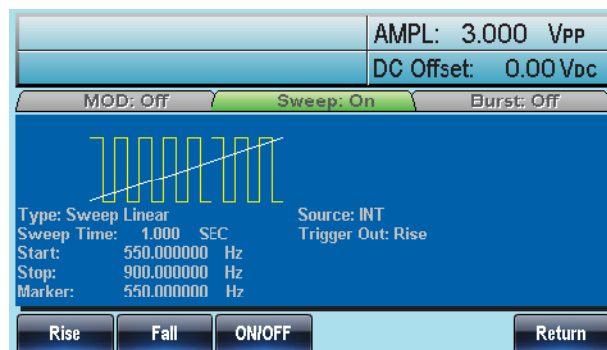 AMPL: 3.000 VPP
DC Offset: 0.00 VDC
MOD: Off Sweep: On Burst: Off
Type: Sweep Linear Source: INT
Sweep Time: 1.000 SEC Trigger Out: Rise
Start: 550.000000 Hz
Stop: 900.000000 Hz
Marker: 550.000000 Hz
Rise Fall ON/OFF Return